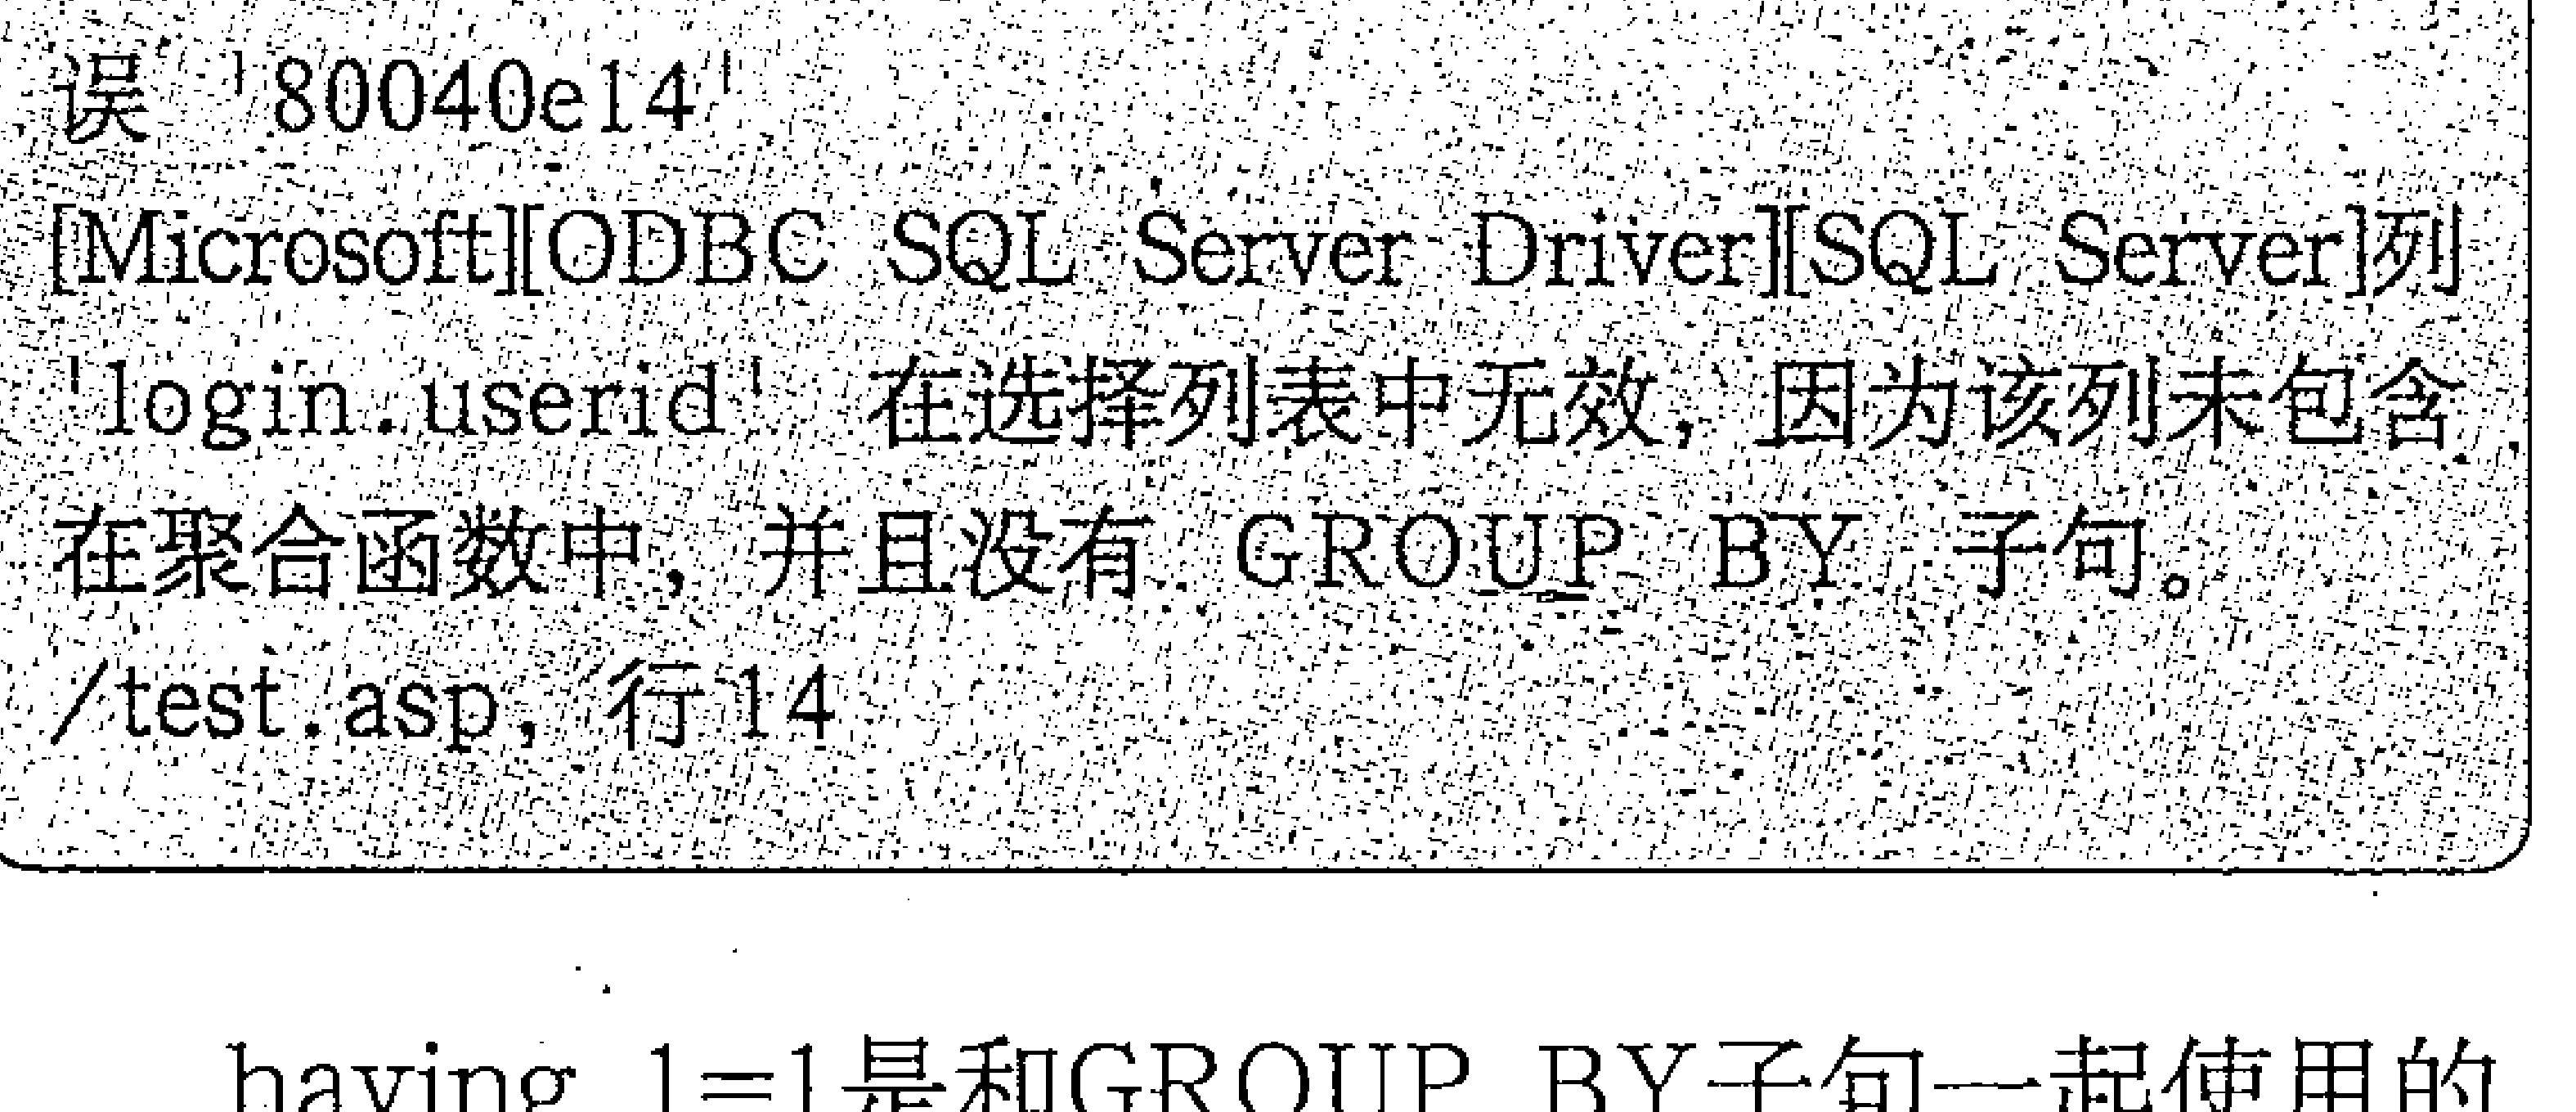 误 '80040e14'
[Microsoft][ODBC SQL Server Driver][SQL Server]列
'login.userid' 在选择列表中无效, 因为该列未包含
在聚合函数中, 并且没有 GROUP BY 子句。
/test.asp, 行14
having 1=1是和GROUP BY子句一起使用的